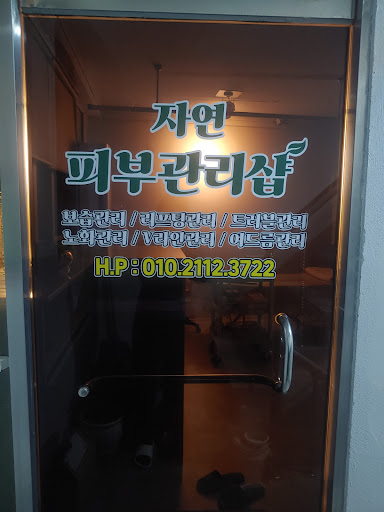 자연
피부관리샵
보습관리 / 리프팅관리 / 트러블관리
노화관리 / V라인관리 / 여드름관리
H.P : 010.2112.3722